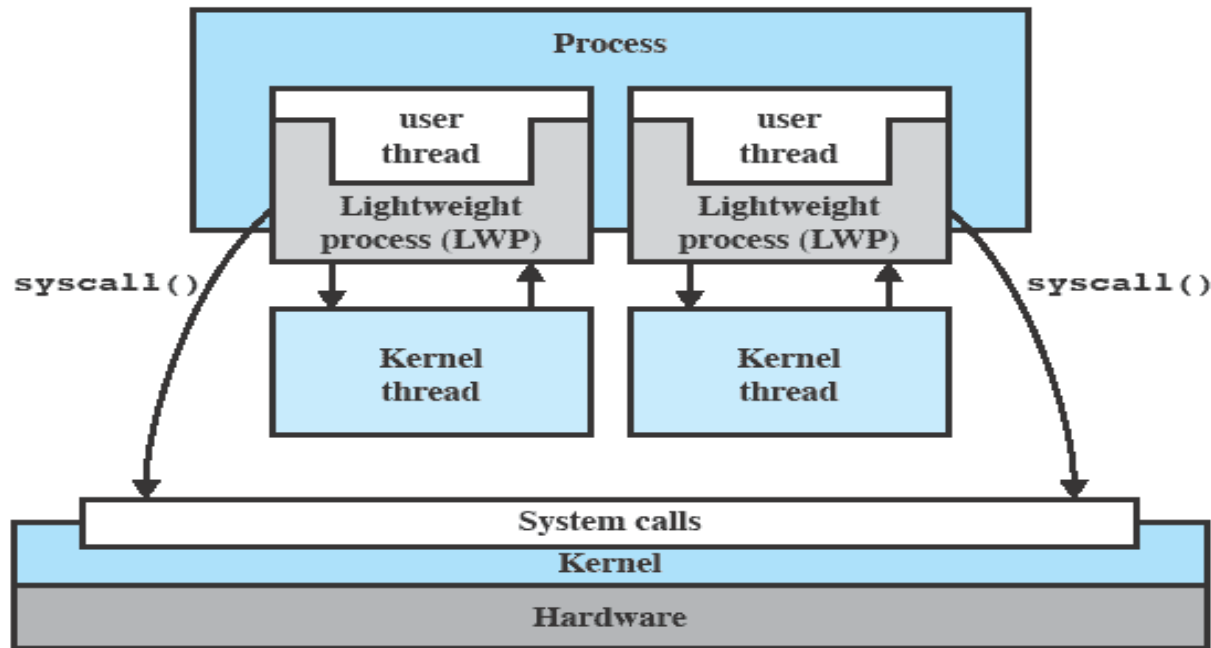 Process
user
thread
user
thread
Lightweight
process (LWP)
Lightweight
process (LWP)
syscall()
syscall()
Kernel
thread
Kernel
thread
System calls
Kernel
Hardware